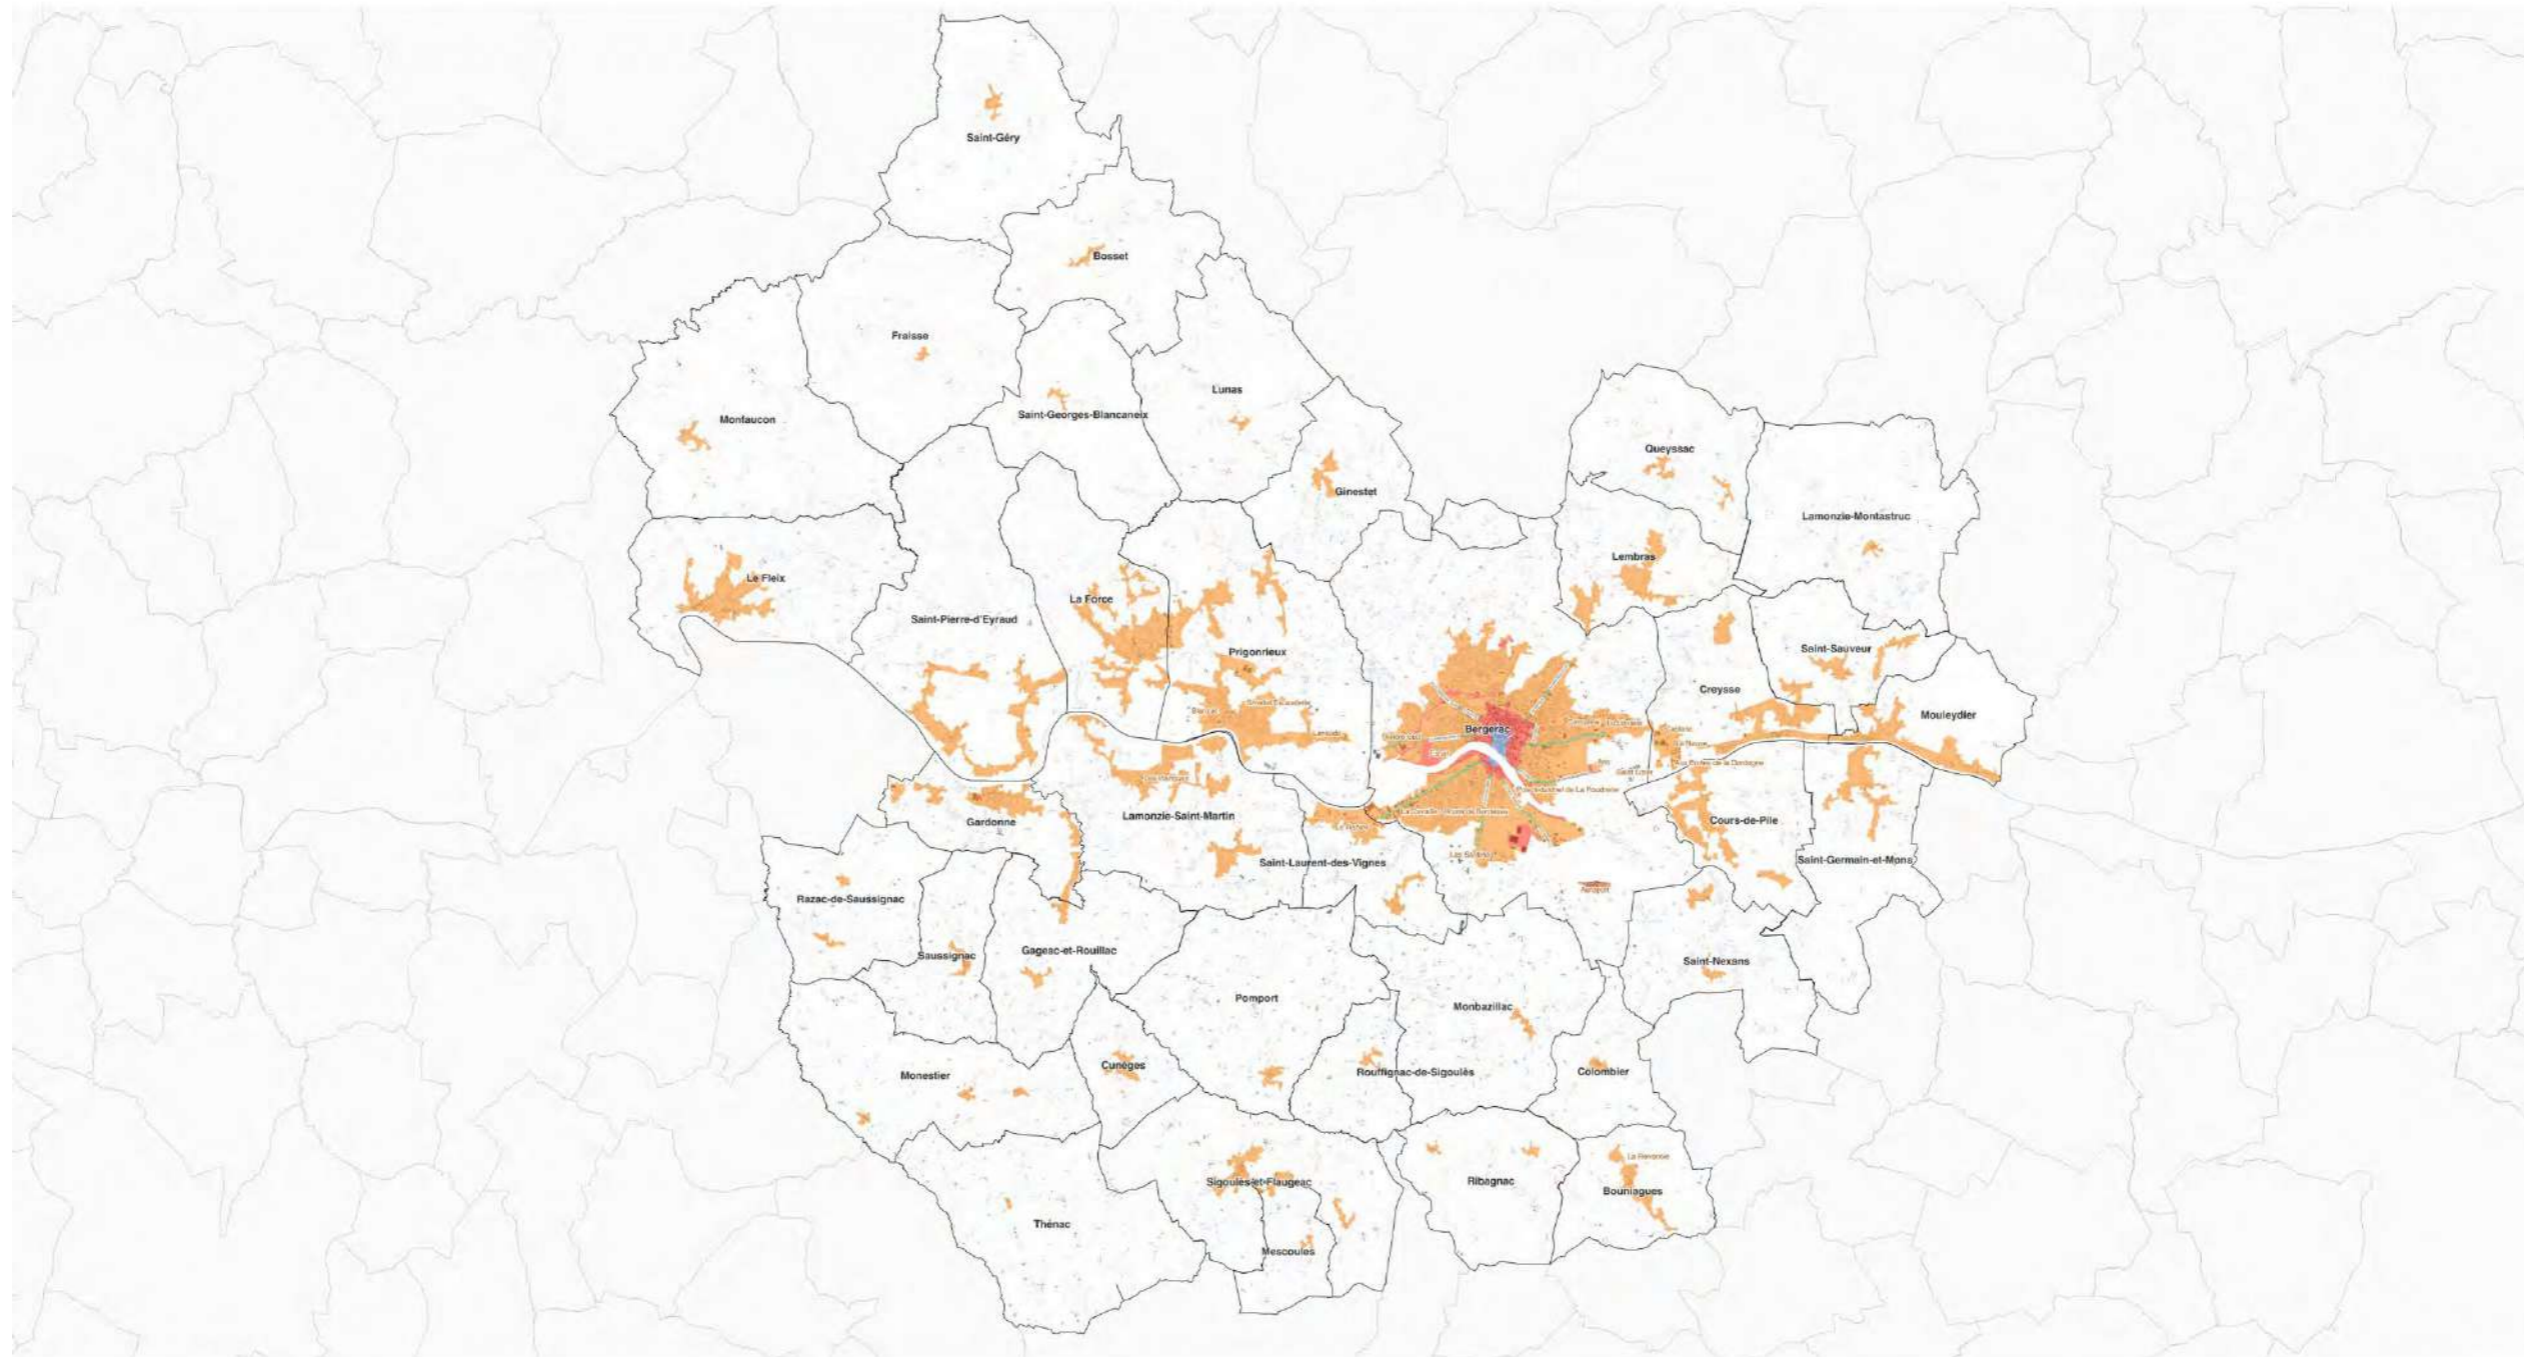 Saint-Géry
Bosset
Fraisse
Lunas
Saint-Georges-Blancaneix
Monfaucon
Queyssac
Ginestet
Lamonzie-Montastruc
Lembras
Le Fleix
La Force
Saint-Pierre-d'Eyraud
Prigonrieux
Saint-Sauveur
Creysse
Mouleydier
Bergerac
Gardonne
Lamonzie-Saint-Martin
Cours-de-Pile
Saint-Laurent-des-Vignes
Saint-Germain-et-Mons
Aéroport
Razac-de-Saussignac
Saussignac
Gageac-et-Rouillac
Saint-Nexans
Pomport
Monbazillac
Monestier
Cunèges
Rouffignac-de-Sigoulès
Colombier
Sigoulès-et-Flaugeac
Ribagnac
Bouniagues
Thénac
Mescoules